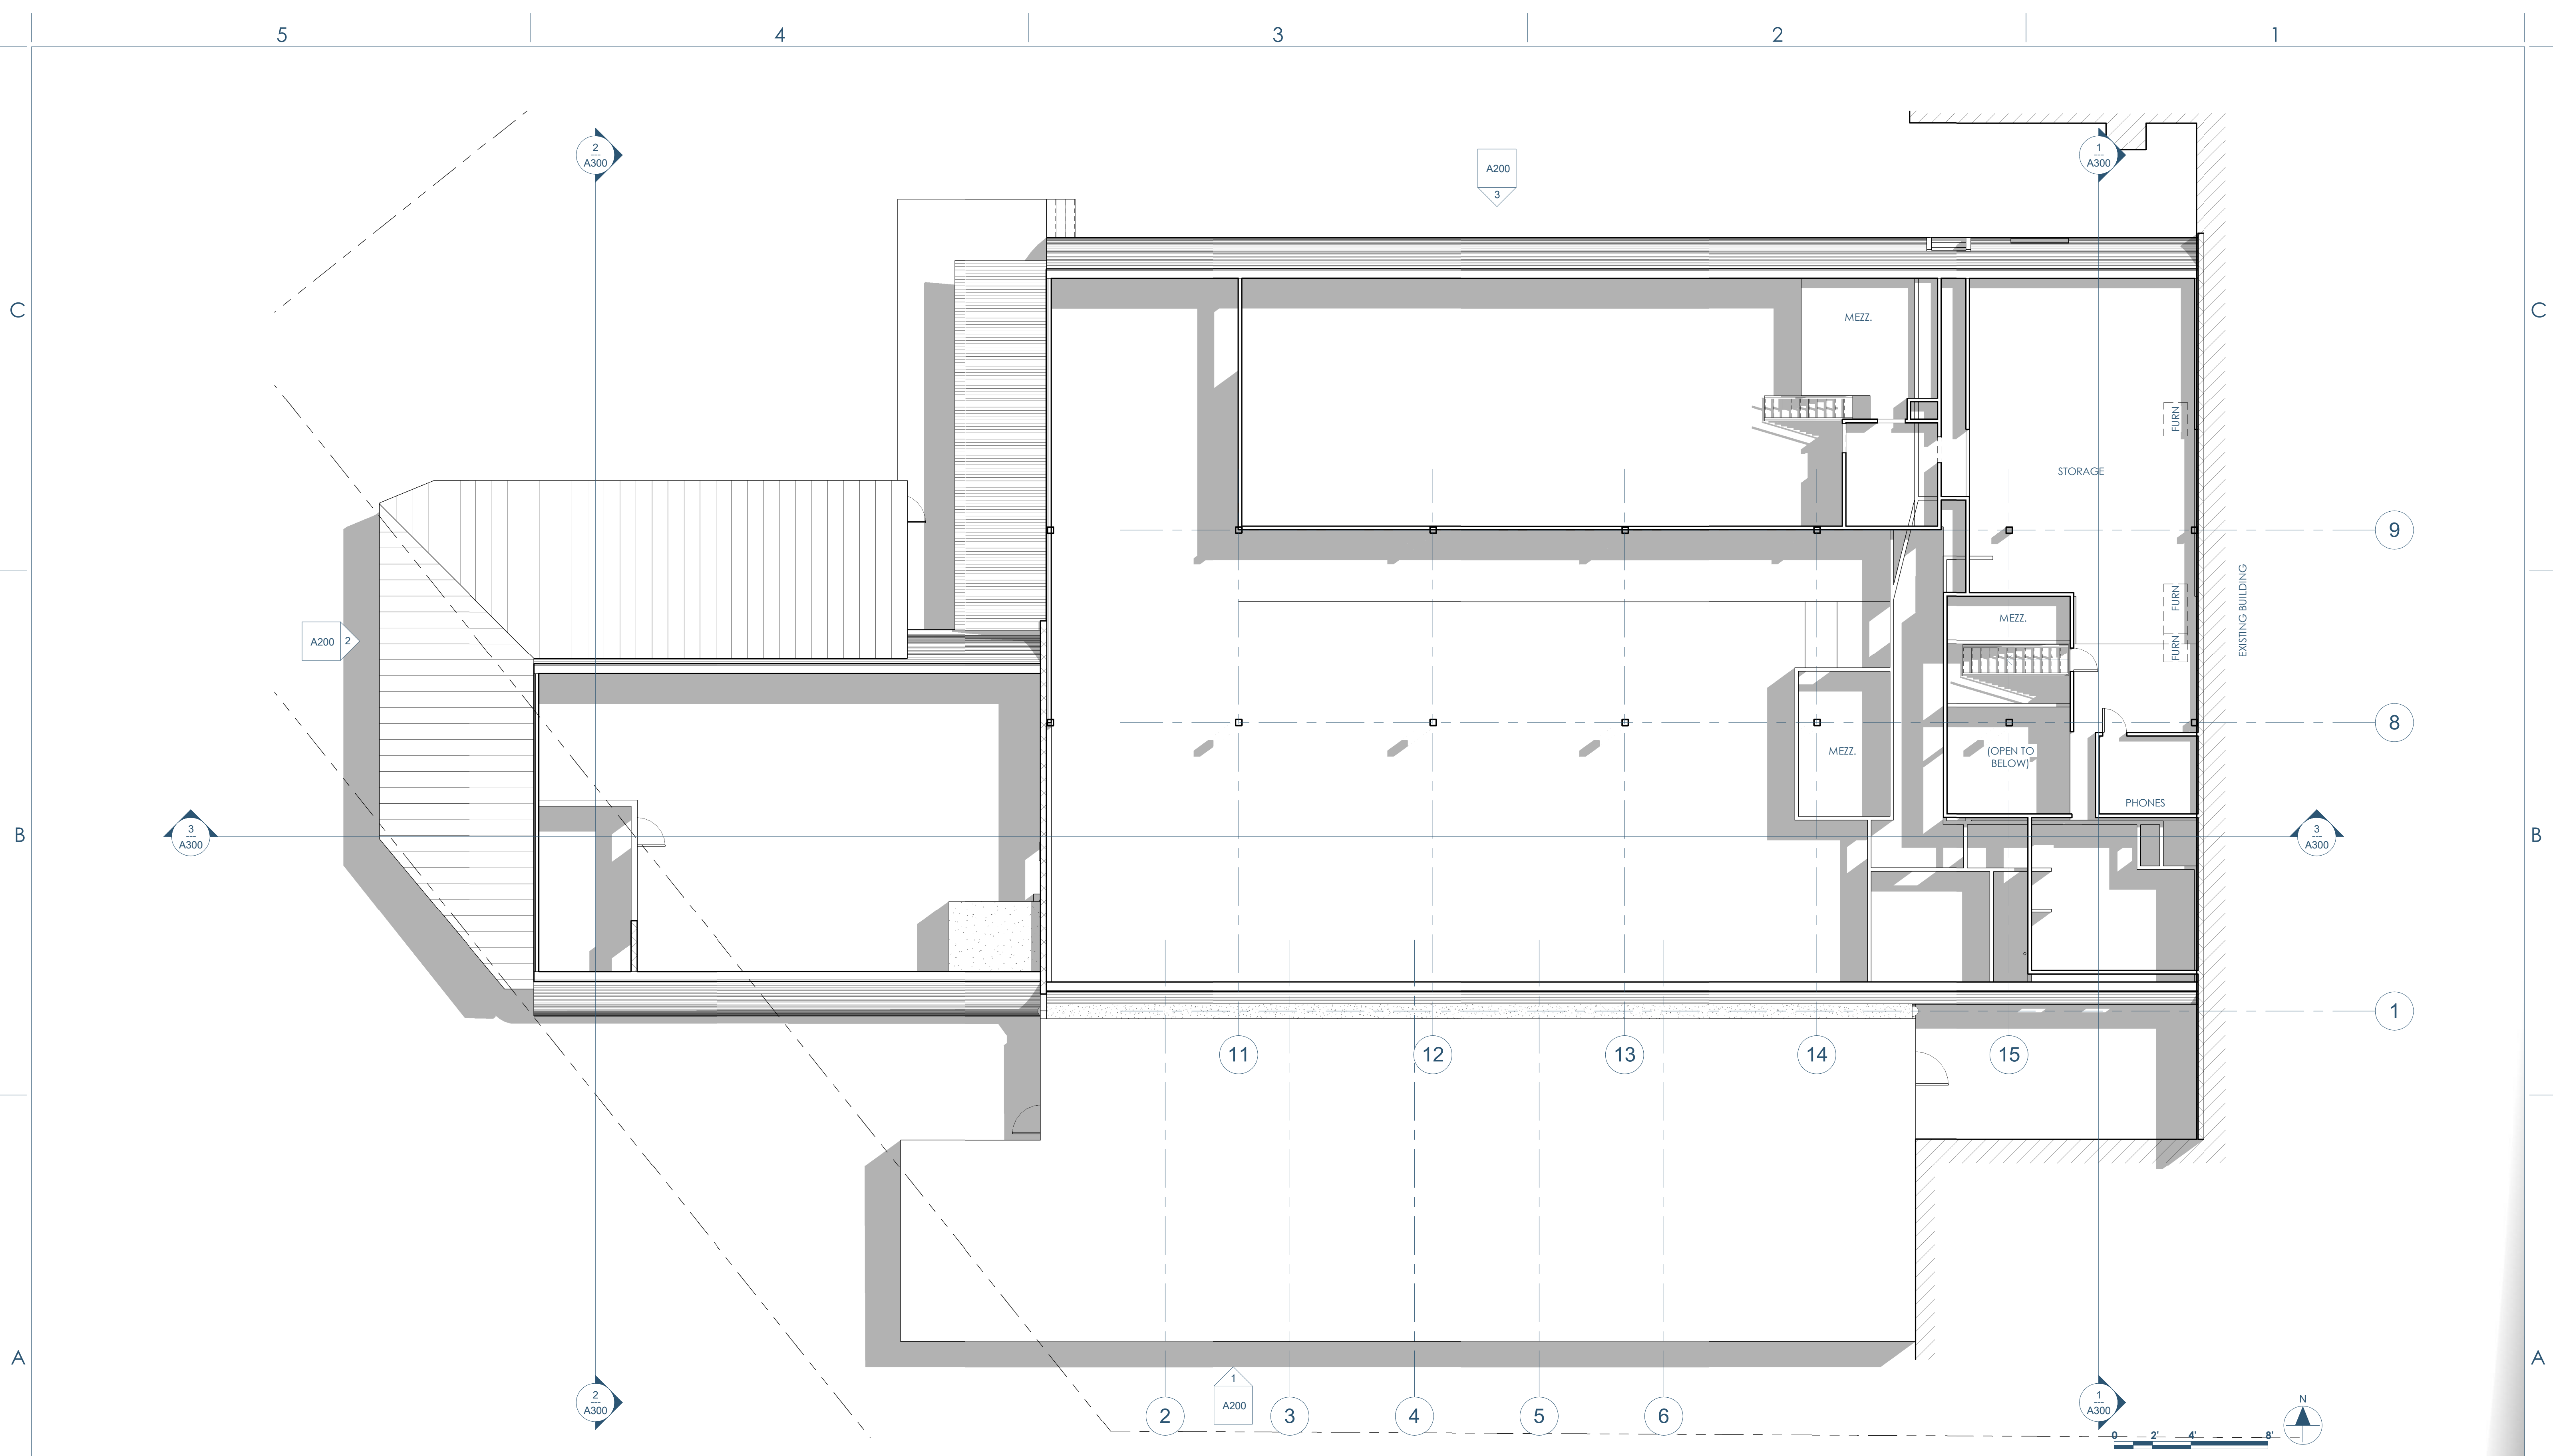 5 4 3 2 1
2
A300
A200
3
1
A300
C
C
MEZZ.
FURN
STORAGE
9
EXISTING BUILDING
FURN
MEZZ.
A200 2
FURN
8
MEZZ.
(OPEN TO
BELOW)
PHONES
3
A300
B
B
3
A300
1
11 12 13 14 15
A
A
1
A200
2
A300
2 3 4 5 6
1
A300
N
0 2' 4' 8'